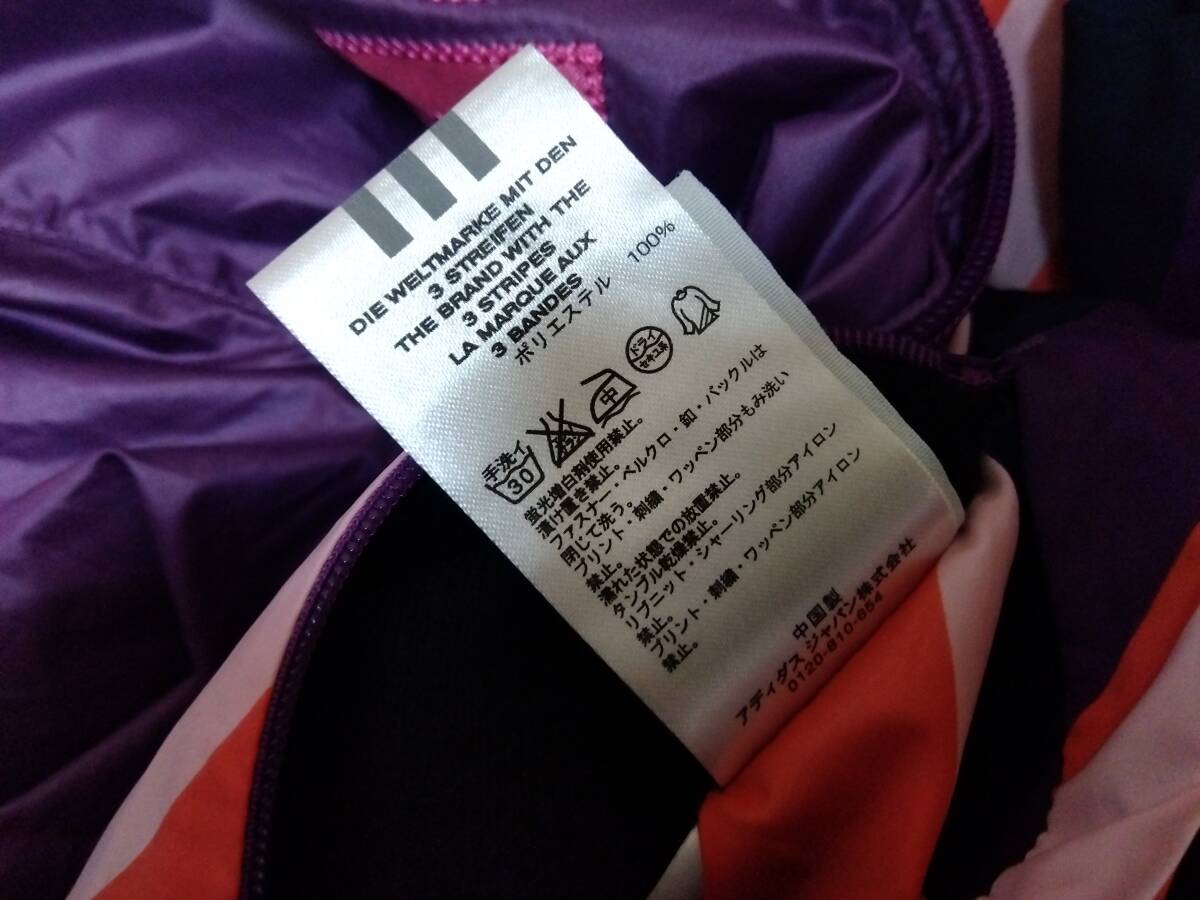 DIE WELTMARKE MIT DEN
3 STREIFEN
THE BRAND WITH THE
3 STRIPES
LA MARQUE AUX
3 BANDES
ポリエステル 100%
手洗イ
30
中
ドライ
セキユ系
蛍光増白剤使用禁止。
漬け置き禁止。
ファスナー・ベルクロ・釦・バックルは
閉じて洗う。
プリント・刺繍・ワッペン部分もみ洗い
禁止。
濡れた状態での放置禁止。
タンブル乾燥禁止。
リブニット・シャーリング部分アイロン
禁止。
プリント・刺繍・ワッペン部分アイロン
禁止。
中国製
アディダス ジャパン株式会社
0120-810-654